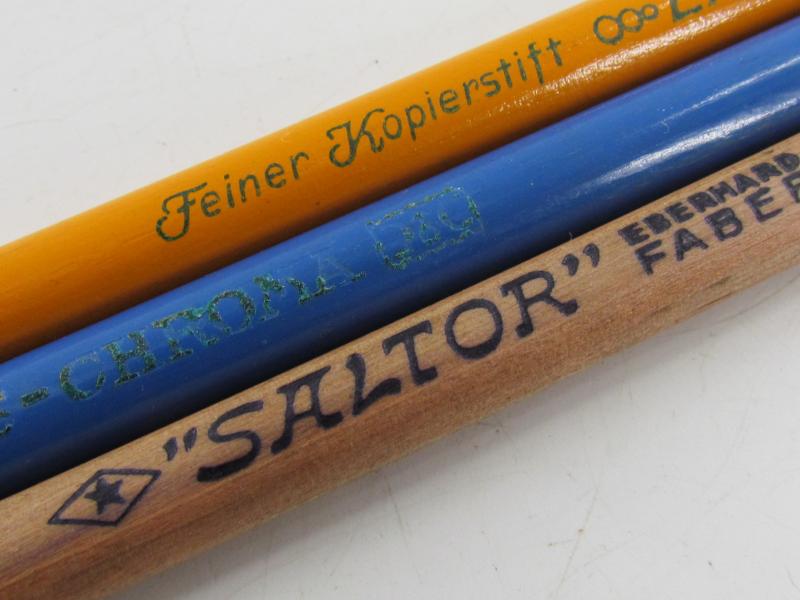 Feiner Kopierstift
-CHROMA
"SALTOR" EBERHARD
FABER